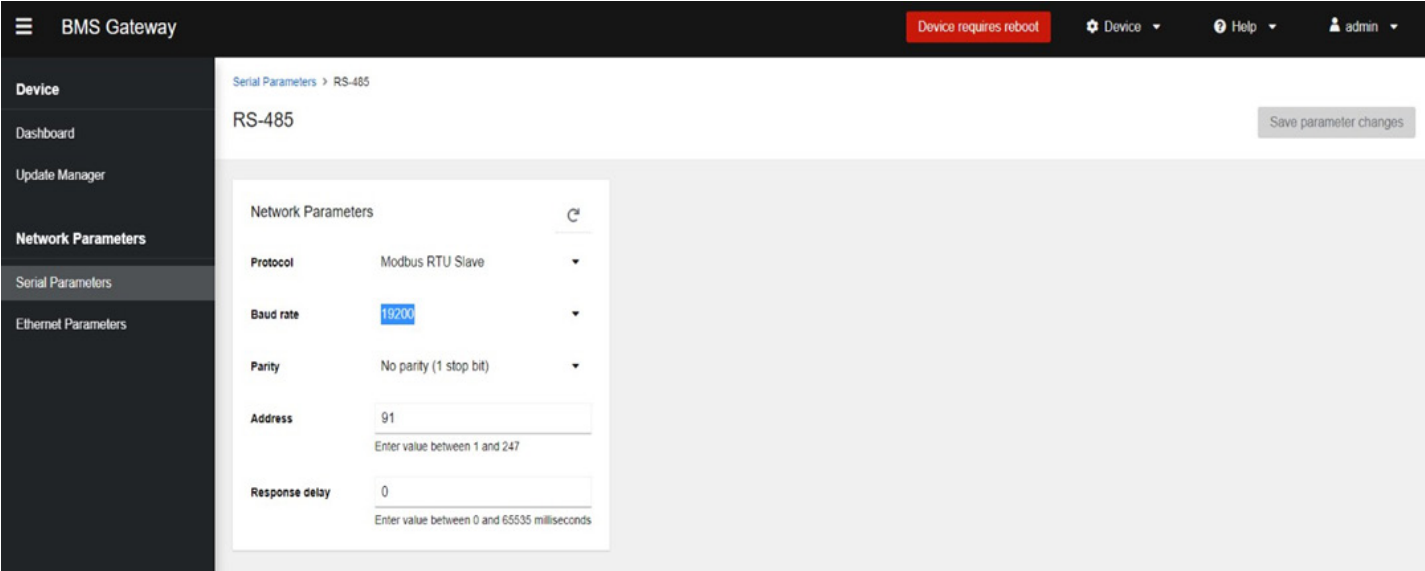 BMS Gateway
Device requires reboot
Device
Help
admin
Device
Dashboard
Update Manager
Network Parameters
Serial Parameters
Ethernet Parameters
Serial Parameters > RS-485
RS-485
Save parameter changes
Network Parameters
Protocol Modbus RTU Slave
Baud rate 19200
Parity No parity (1 stop bit)
Address 91
Enter value between 1 and 247
Response delay 0
Enter value between 0 and 65535 milliseconds